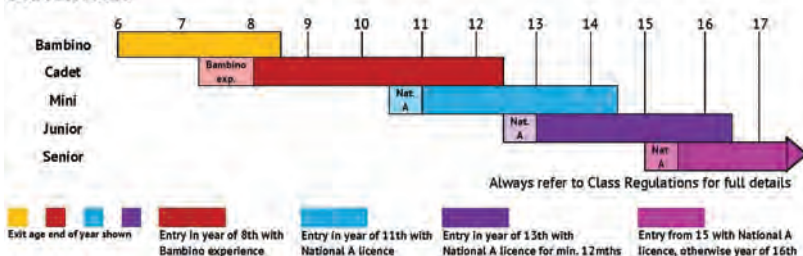 6 7 8 9 10 11 12 13 14 15 16 17
Bambino
Cadet
Bambino
exp.
Mini
Nat.
A
Junior
Nat.
A
Senior
Nat
A
Always refer to Class Regulations for full details
Exit age end of year shown
Entry in year of 8th with
Bambino experience
Entry in year of 11th with
National A licence
Entry in year of 13th with
National A licence for min. 12mths
Entry from 15 with National A
licence, otherwise year of 16th